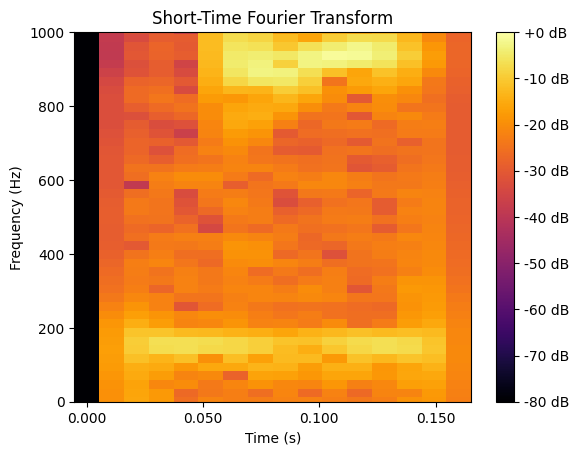 Short-Time Fourier Transform
Frequency (Hz)
1000
800
600
400
200
0
0.000
0.050
0.100
0.150
Time (s)
+0 dB
-10 dB
-20 dB
-30 dB
-40 dB
-50 dB
-60 dB
-70 dB
-80 dB